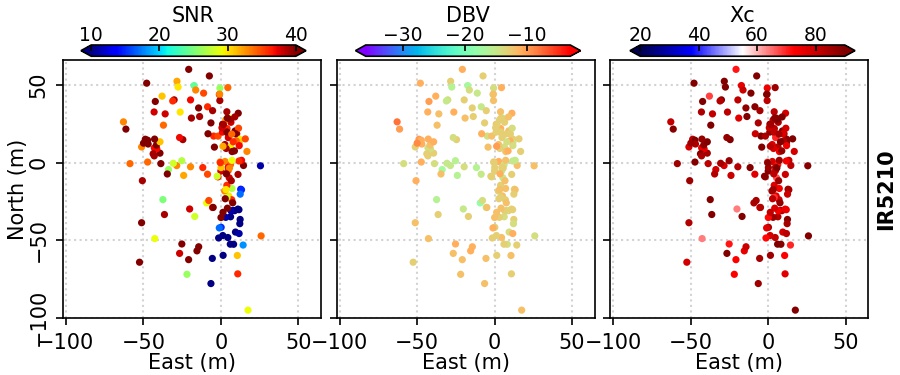 SNR DBV Xc
10 20 30 40 −30 −20 −10 20 40 60 80
50
0
−50
−100
North (m)
IR5210
−100 −50 0 50 −100 −50 0 50 −100 −50 0 50
East (m) East (m) East (m)